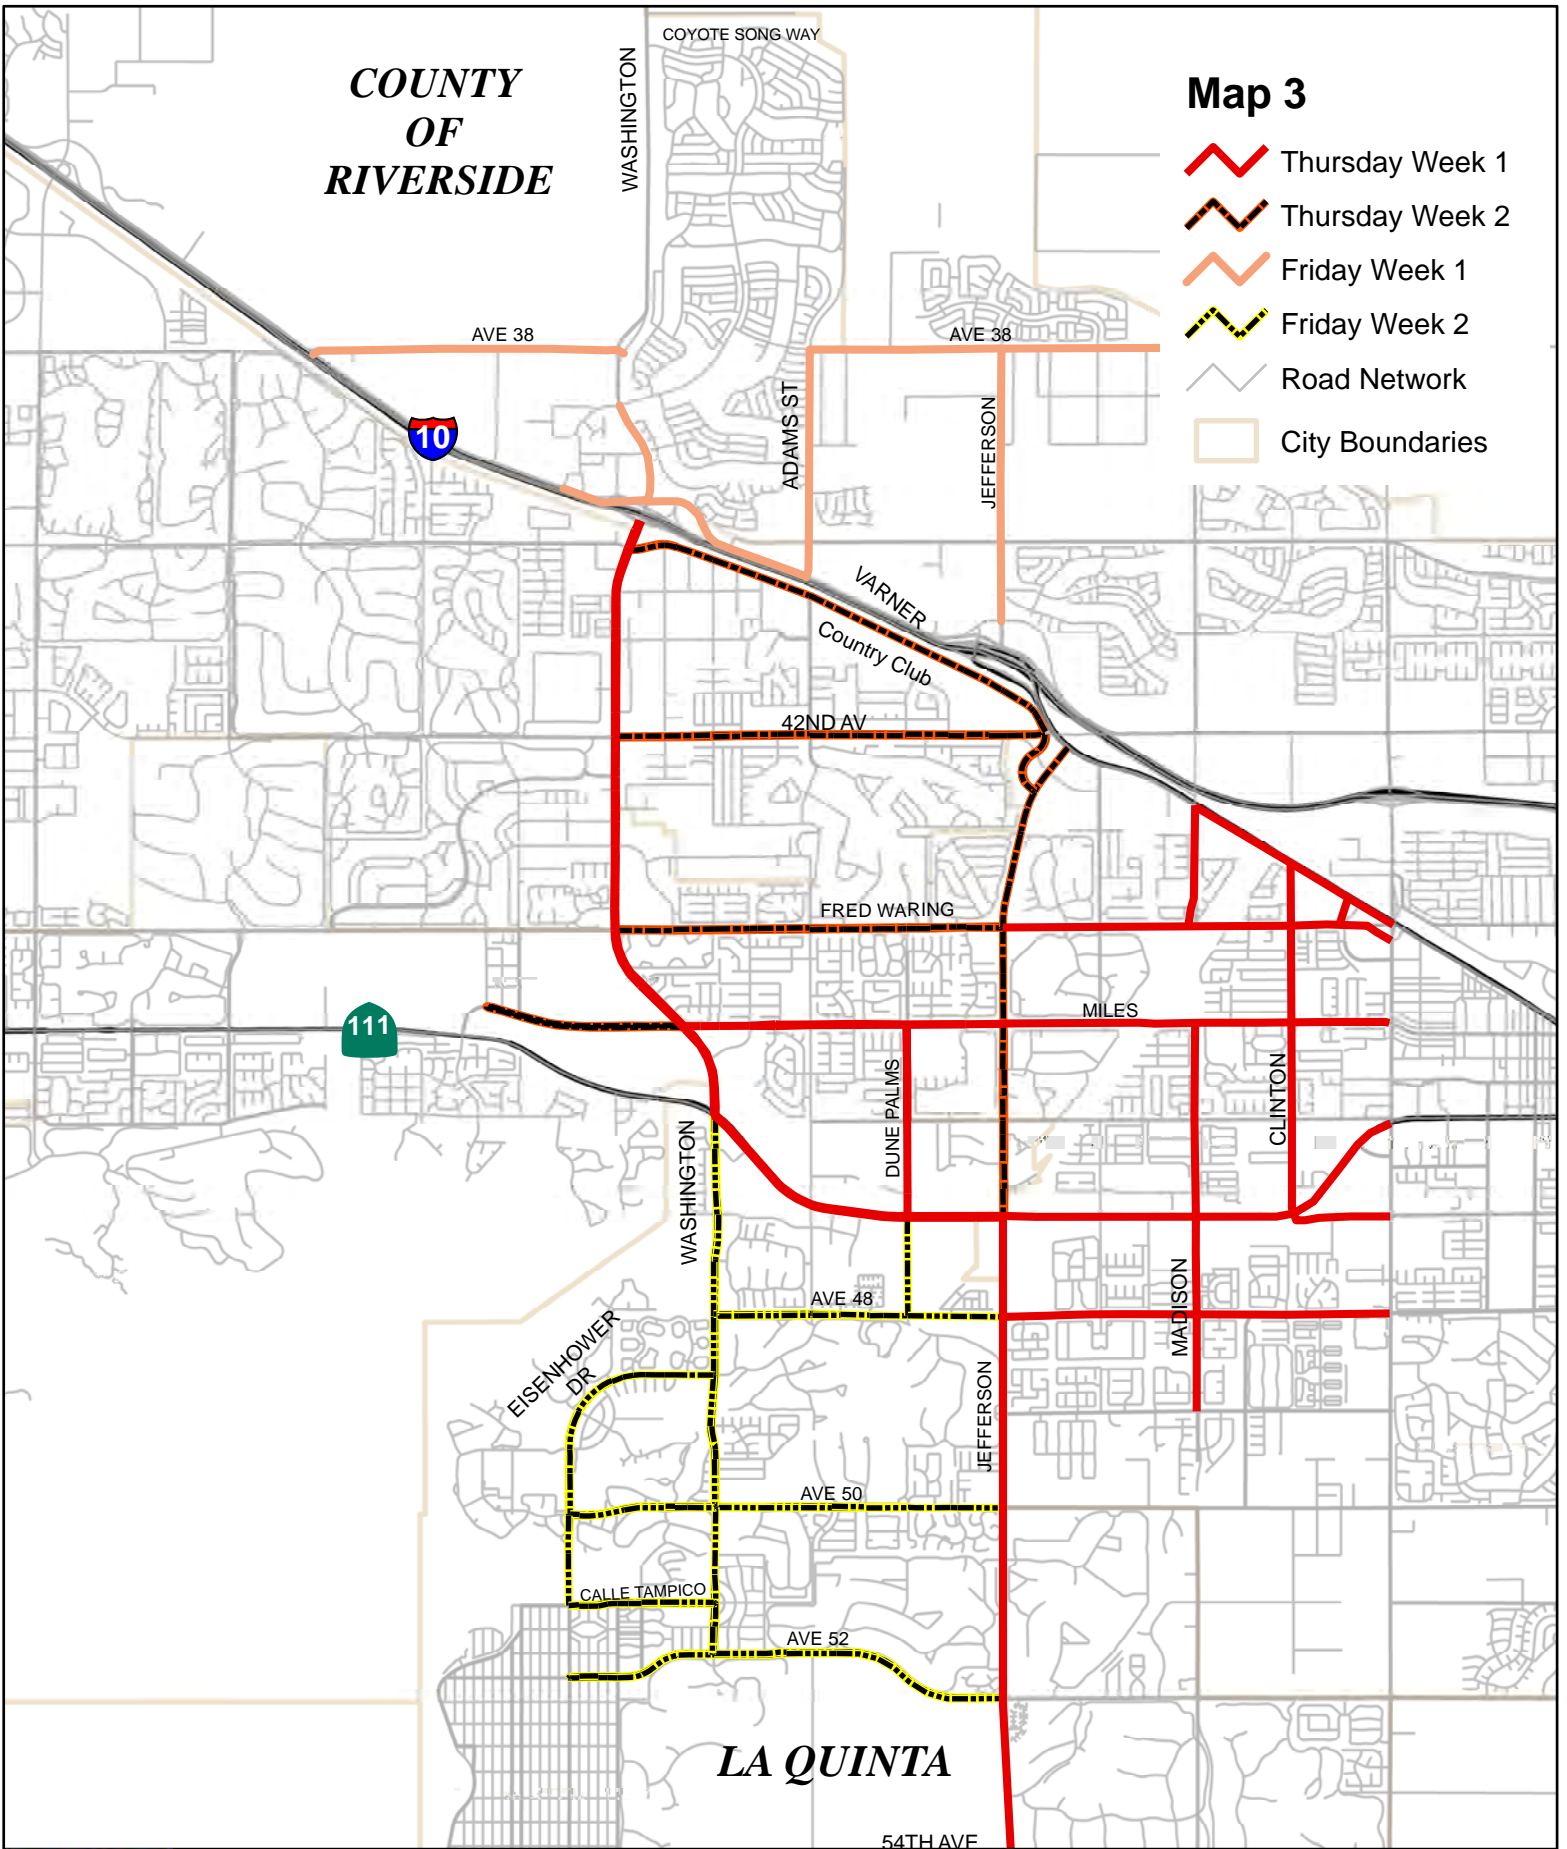 COYOTE SONG WAY
COUNTY
OF
RIVERSIDE
WASHINGTON
Map 3
Thursday Week 1
Thursday Week 2
Friday Week 1
Friday Week 2
Road Network
City Boundaries
AVE 38
AVE 38
10
ADAMS ST
JEFFERSON
VARNER
Country Club
42ND AV
FRED WARING
111
MILES
DUNE PALMS
CLINTON
WASHINGTON
MADISON
AVE 48
EISENHOWER
DR
JEFFERSON
AVE 50
CALLE TAMPICO
AVE 52
LA QUINTA
54TH AVE